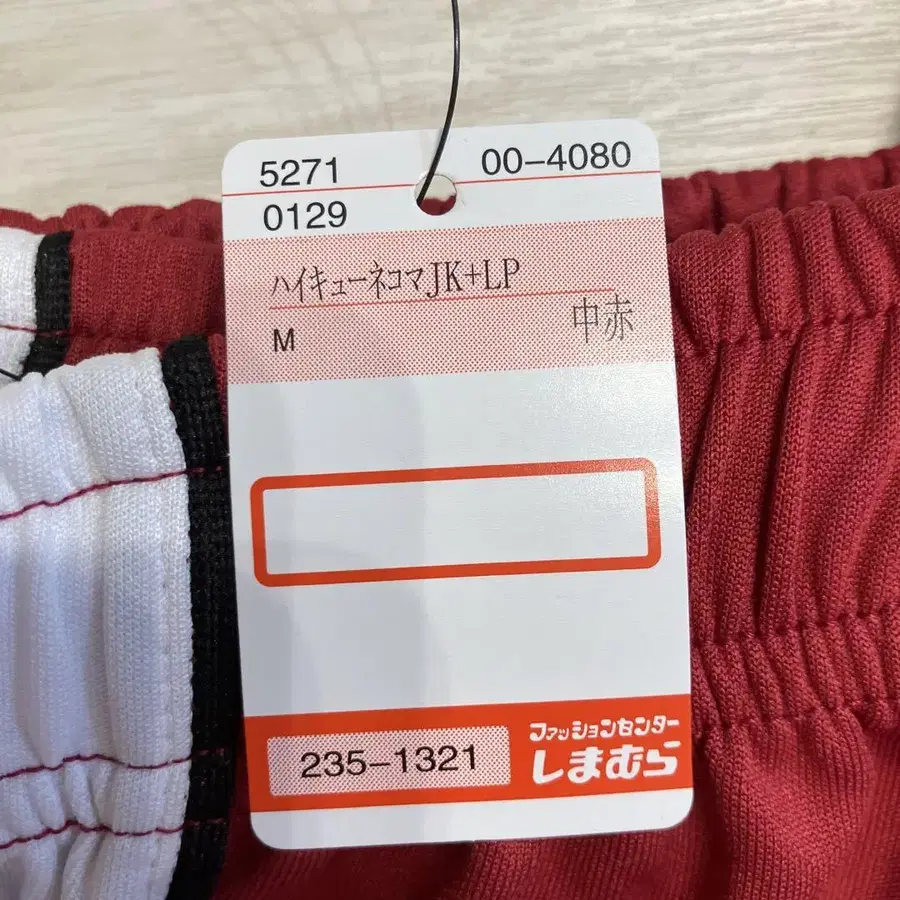 5271 00-4080
0129
ハイキューネコマJK+LP
M 中赤
235-1321
ファッションセンター
しまむら